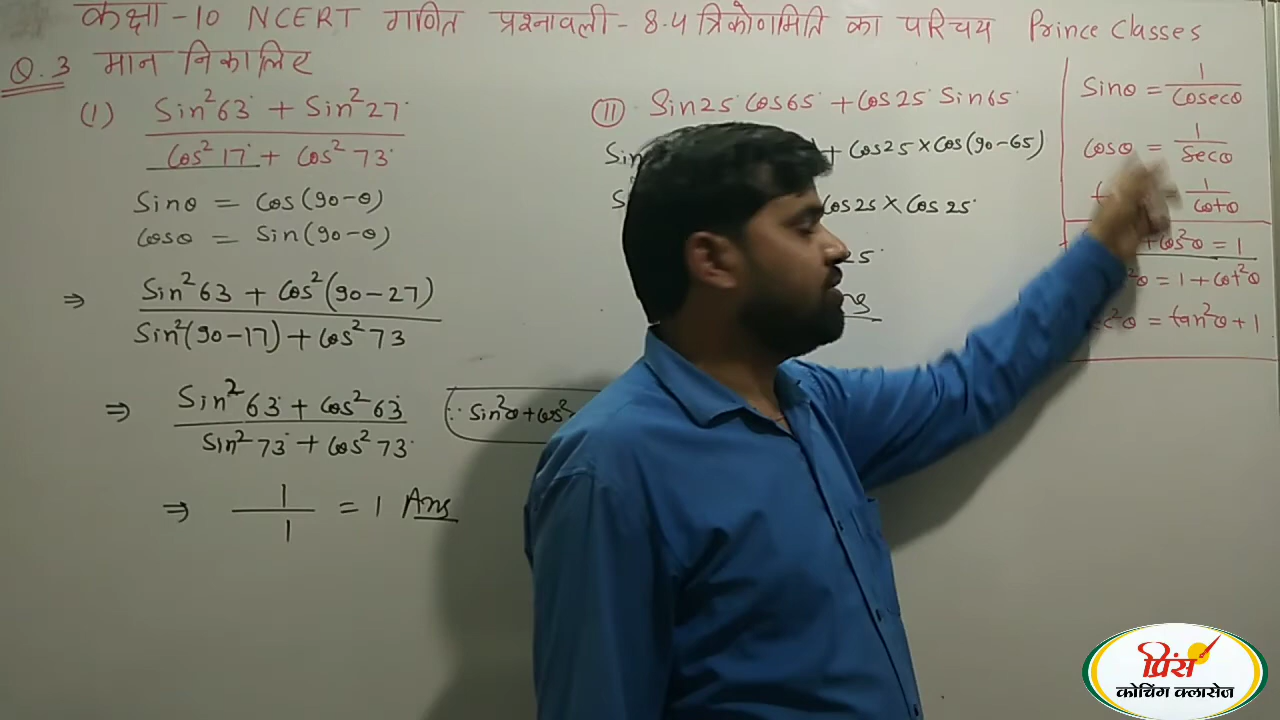 कक्षा -10 NCERT गणित प्रश्नावली - 8.4 त्रिकोणमिति का परिचय Prince Classes
Q.3 मान निकालिए
(I) Sin²63° + Sin²27°
Cos²17° + Cos²73°
Sinθ = Cos(90-θ)
Cosθ = Sin(90-θ)
⇒ Sin²63 + Cos²(90-27)
Sin²(90-17) + Cos²73
⇒ Sin²63° + Cos²63°
Sin²73° + Cos²73°
∵ Sin²θ + Cos²
⇒ 1
1
= 1 Ans
(II) Sin25° Cos65° + Cos25° Sin65°
+ Cos25 × Cos(90-65)
Cos25 × Cos25°
25°
Sinθ = 1
Cosecθ
Cosθ = 1
Secθ
= 1
Cotθ
+ Cos²θ = 1
²θ = 1 + Cot²θ
c²θ = tan²θ + 1
प्रिंस
कोचिंग क्लासेज